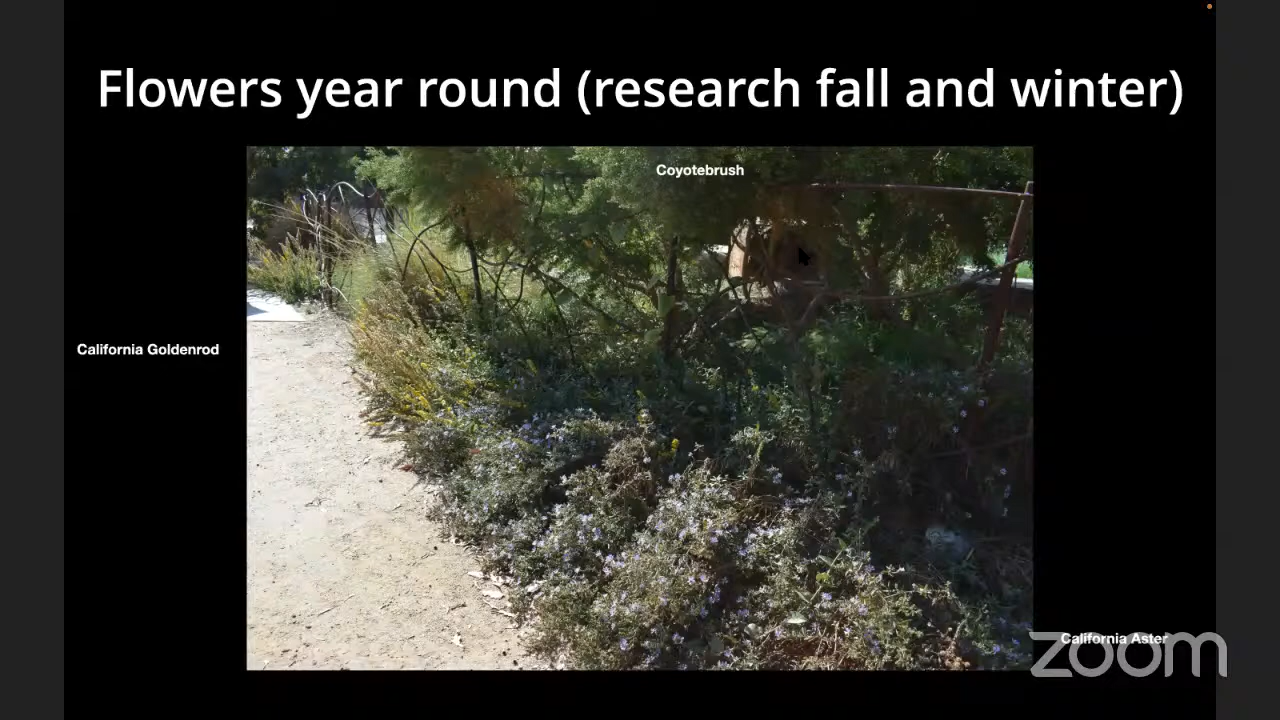 Flowers year round (research fall and winter)
Coyotebrush
California Goldenrod
California Aster
zoom